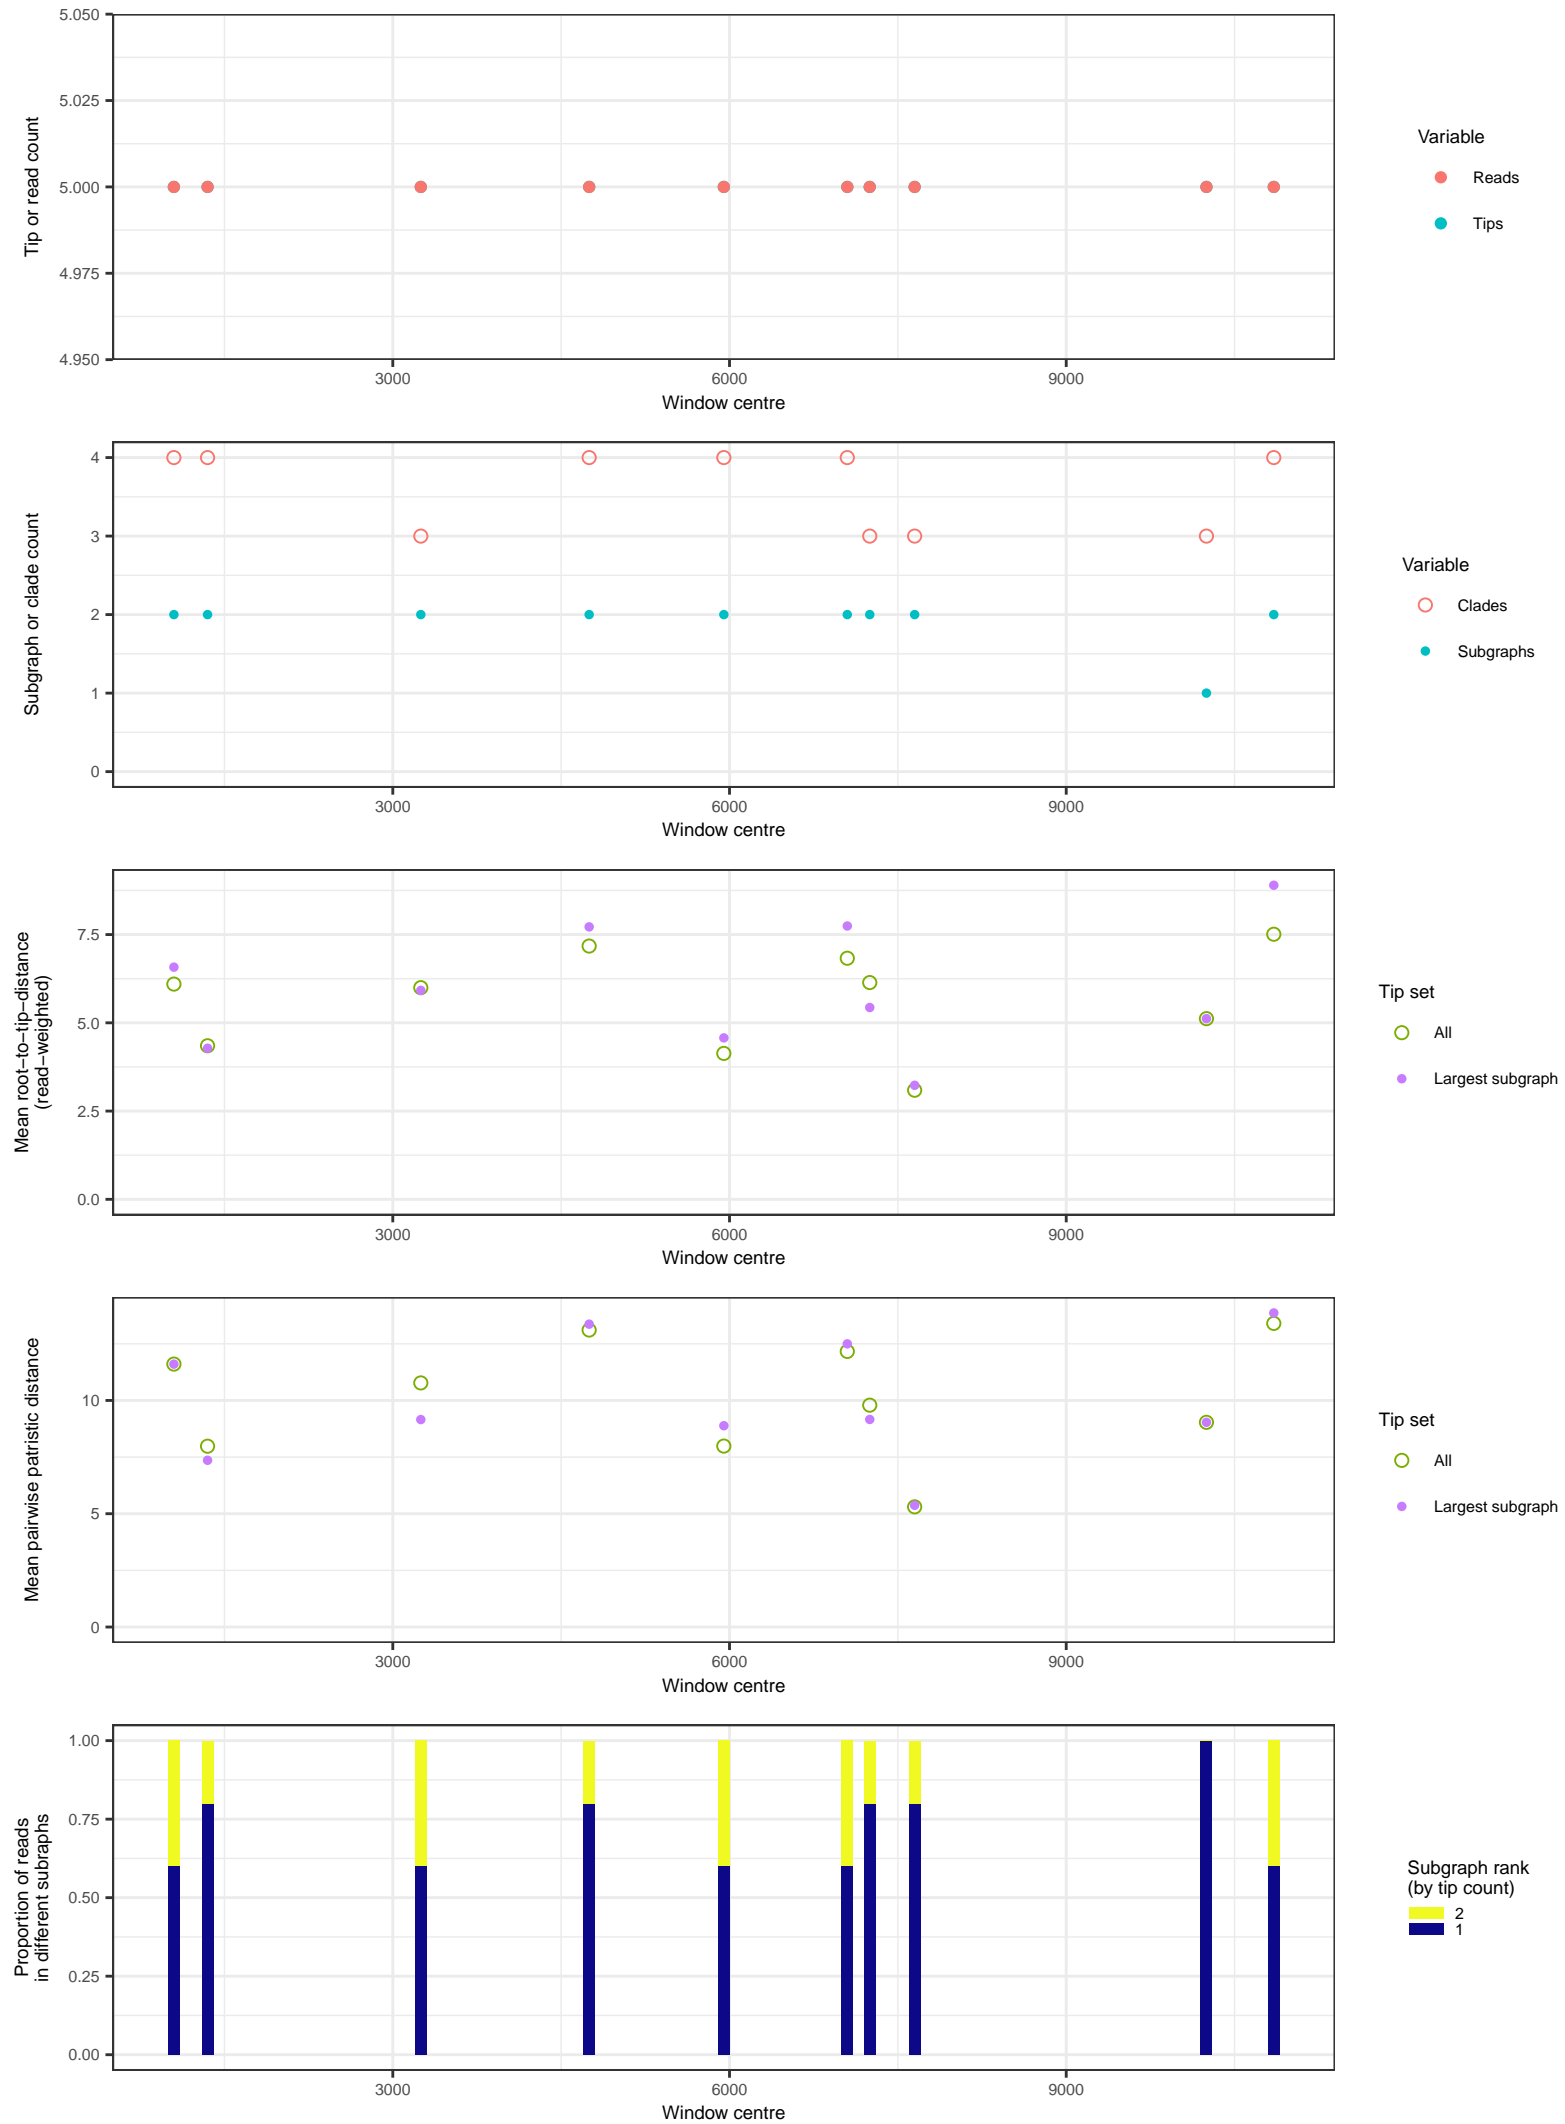 5.050
5.025
5.000
4.975
4.950
Tip or read count
3000
6000
9000
Window centre
Variable
Reads
Tips
4
3
2
1
0
Subgraph or clade count
3000
6000
9000
Window centre
Variable
Clades
Subgraphs
7.5
5.0
2.5
0.0
Mean root−to−tip−distance
(read−weighted)
3000
6000
9000
Window centre
Tip set
All
Largest subgraph
10
5
0
Mean pairwise patristic distance
3000
6000
9000
Window centre
Tip set
All
Largest subgraph
1.00
0.75
0.50
0.25
0.00
Proportion of reads
in different subraphs
3000
6000
9000
Window centre
Subgraph rank
(by tip count)
2
1